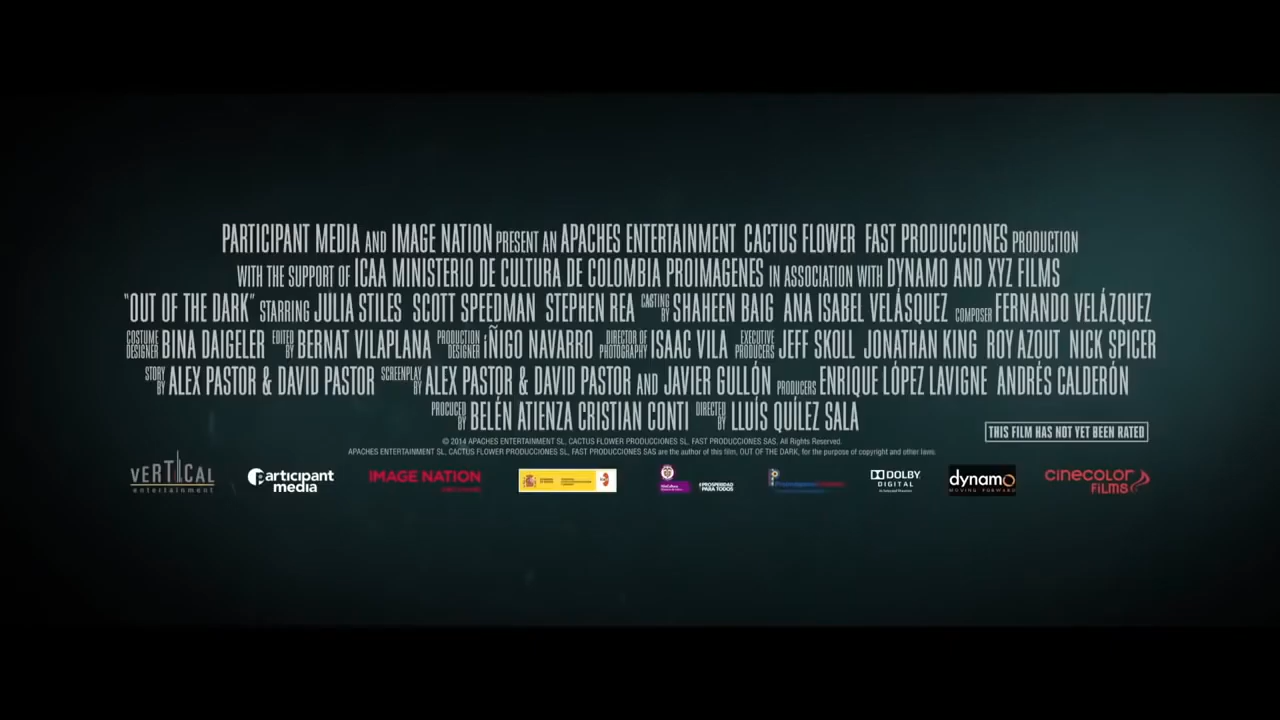 PARTICIPANT MEDIA AND IMAGE NATION PRESENT AN APACHES ENTERTAINMENT CACTUS FLOWER FAST PRODUCCIONES PRODUCTION
WITH THE SUPPORT OF ICAA MINISTERIO DE CULTURA DE COLOMBIA PROIMAGENES IN ASSOCIATION WITH DYNAMO AND XYZ FILMS
"OUT OF THE DARK" STARRING JULIA STILES SCOTT SPEEDMAN STEPHEN REA CASTING BY SHAHEEN BAIG ANA ISABEL VELÁSQUEZ COMPOSER FERNANDO VELÁZQUEZ
COSTUME DESIGNER BINA DAIGELER EDITED BY BERNAT VILAPLANA PRODUCTION DESIGNER IÑIGO NAVARRO DIRECTOR OF PHOTOGRAPHY ISAAC VILA EXECUTIVE PRODUCERS JEFF SKOLL JONATHAN KING ROY AZOUT NICK SPICER
STORY BY ALEX PASTOR & DAVID PASTOR SCREENPLAY BY ALEX PASTOR & DAVID PASTOR AND JAVIER GULLÓN PRODUCERS ENRIQUE LÓPEZ LAVIGNE ANDRÉS CALDERÓN
PRODUCED BY BELÉN ATIENZA CRISTIAN CONTI DIRECTED BY LLUÍS QUÍLEZ SALA
THIS FILM HAS NOT YET BEEN RATED
© 2014 APACHES ENTERTAINMENT SL, CACTUS FLOWER PRODUCCIONES SL, FAST PRODUCCIONES SAS. All Rights Reserved.
APACHES ENTERTAINMENT SL, CACTUS FLOWER PRODUCCIONES SL, FAST PRODUCCIONES SAS are the author of this film, OUT OF THE DARK, for the purpose of copyright and other laws.
VERTICAL entertainment
participant media
IMAGE NATION
PROSPERIDAD PARA TODOS
DOLBY DIGITAL
dynamo
MOVING FORWARD
CINECOLOR FILMS